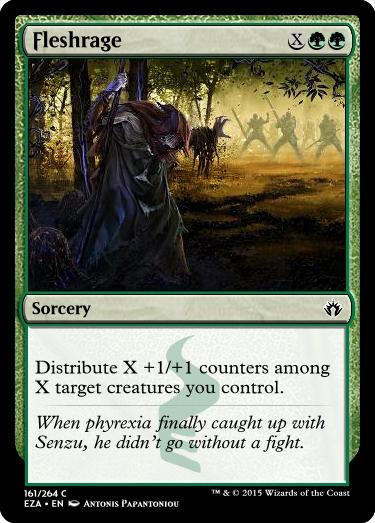 Fleshrage X
Sorcery
Distribute X +1/+1 counters among
X target creatures you control.
When phyrexia finally caught up with
Senzu, he didn't go without a fight.
161/264 C
EZA • EN Antonis Papantoniou
™ & © 2015 Wizards of the Coast